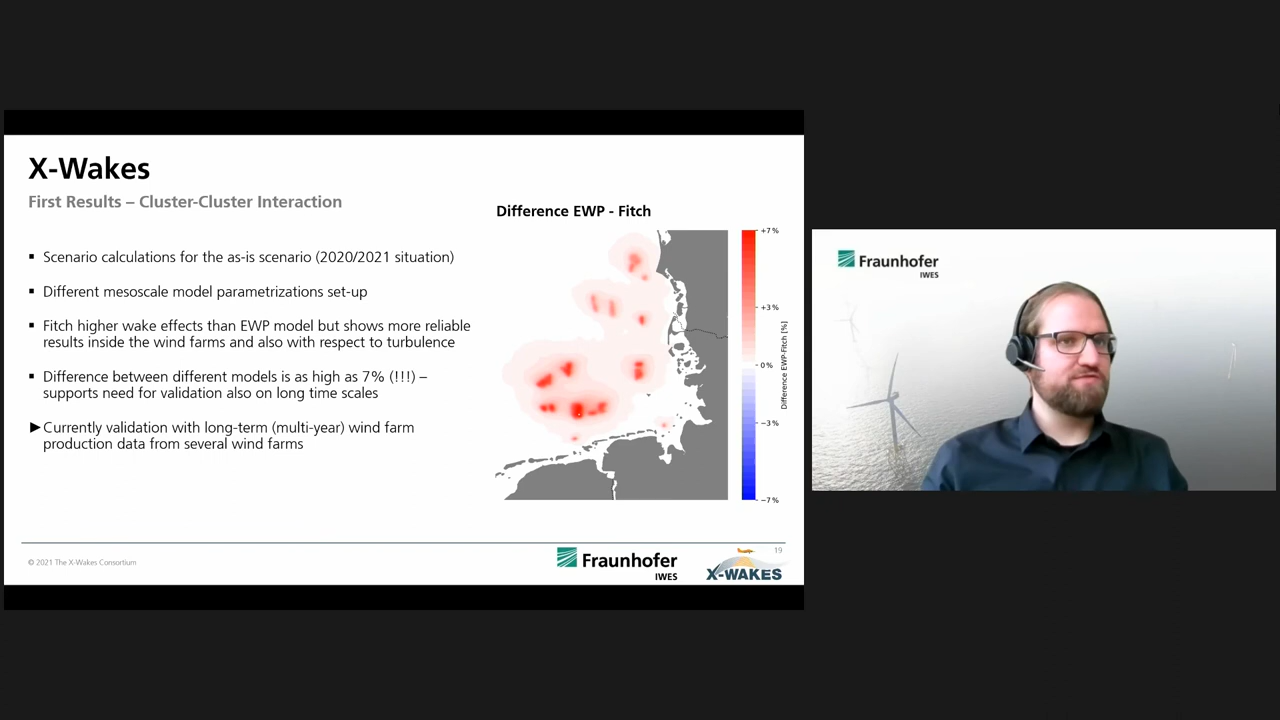 X-Wakes
First Results – Cluster-Cluster Interaction
▪ Scenario calculations for the as-is scenario (2020/2021 situation)
▪ Different mesoscale model parametrizations set-up
▪ Fitch higher wake effects than EWP model but shows more reliable
results inside the wind farms and also with respect to turbulence
▪ Difference between different models is as high as 7% (!!!) –
supports need for validation also on long time scales
►Currently validation with long-term (multi-year) wind farm
production data from several wind farms
Difference EWP - Fitch
+7%
+3%
0%
-3%
-7%
Difference EWP-Fitch [%]
© 2021 The X-Wakes Consortium
Fraunhofer
IWES
X-WAKES
19
Fraunhofer
IWES